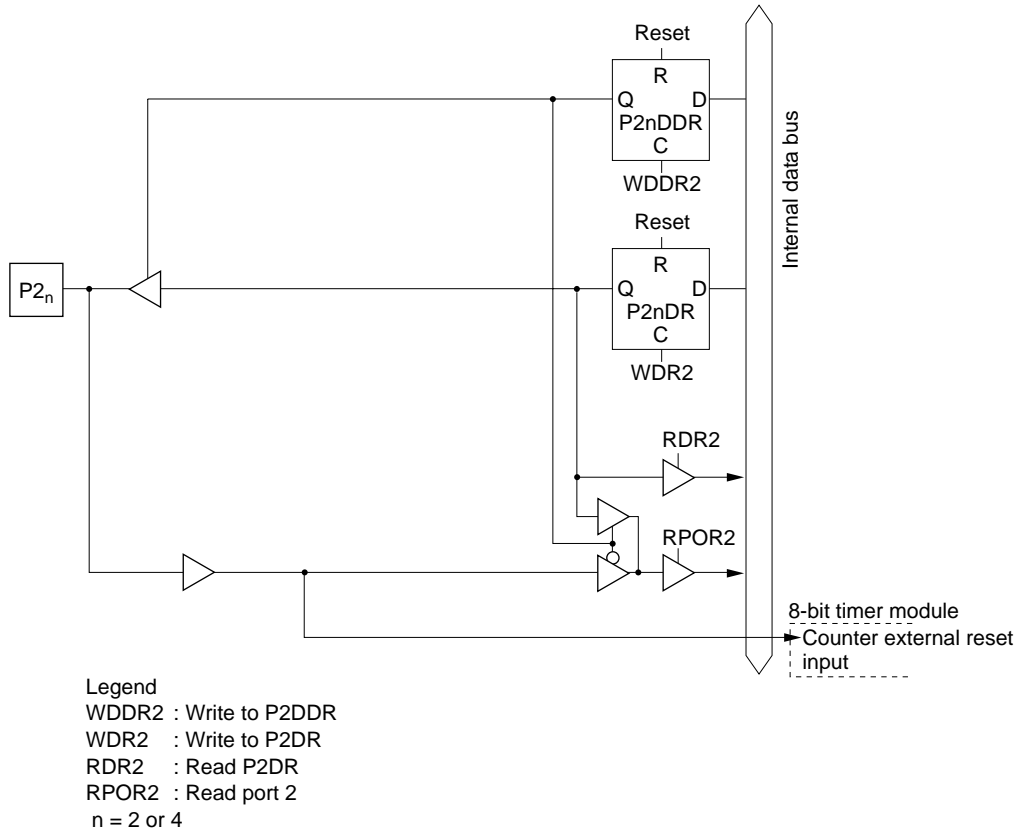 Reset
R
Q D
P2nDDR
C
WDDR2
Internal data bus
Reset
R
P2n
Q D
P2nDR
C
WDR2
RDR2
RPOR2
8-bit timer module
Counter external reset
input
Legend
WDDR2 : Write to P2DDR
WDR2 : Write to P2DR
RDR2 : Read P2DR
RPOR2 : Read port 2
n = 2 or 4